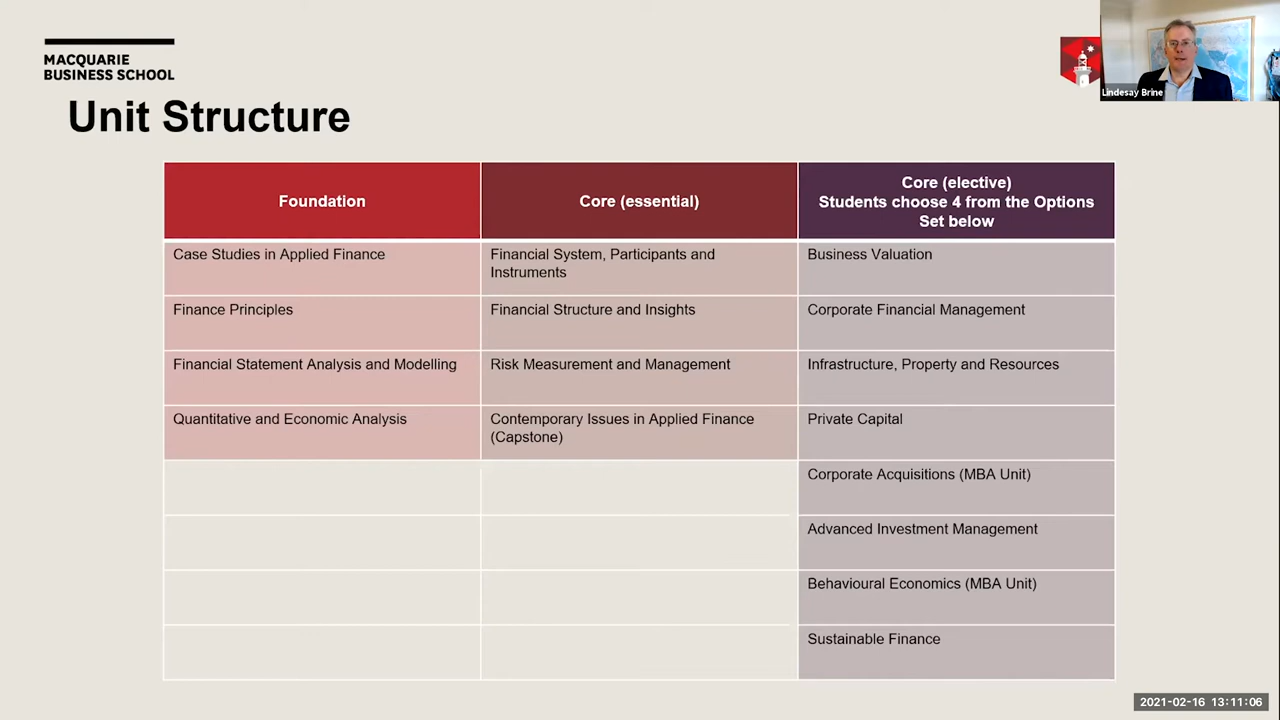 MACQUARIE
BUSINESS SCHOOL
Unit Structure
Lindesay Brine
Foundation
Core (essential)
Core (elective)
Students choose 4 from the Options
Set below
Case Studies in Applied Finance
Financial System, Participants and
Instruments
Business Valuation
Finance Principles
Financial Structure and Insights
Corporate Financial Management
Financial Statement Analysis and Modelling
Risk Measurement and Management
Infrastructure, Property and Resources
Quantitative and Economic Analysis
Contemporary Issues in Applied Finance
(Capstone)
Private Capital
Corporate Acquisitions (MBA Unit)
Advanced Investment Management
Behavioural Economics (MBA Unit)
Sustainable Finance
2021-02-16 13:11:06